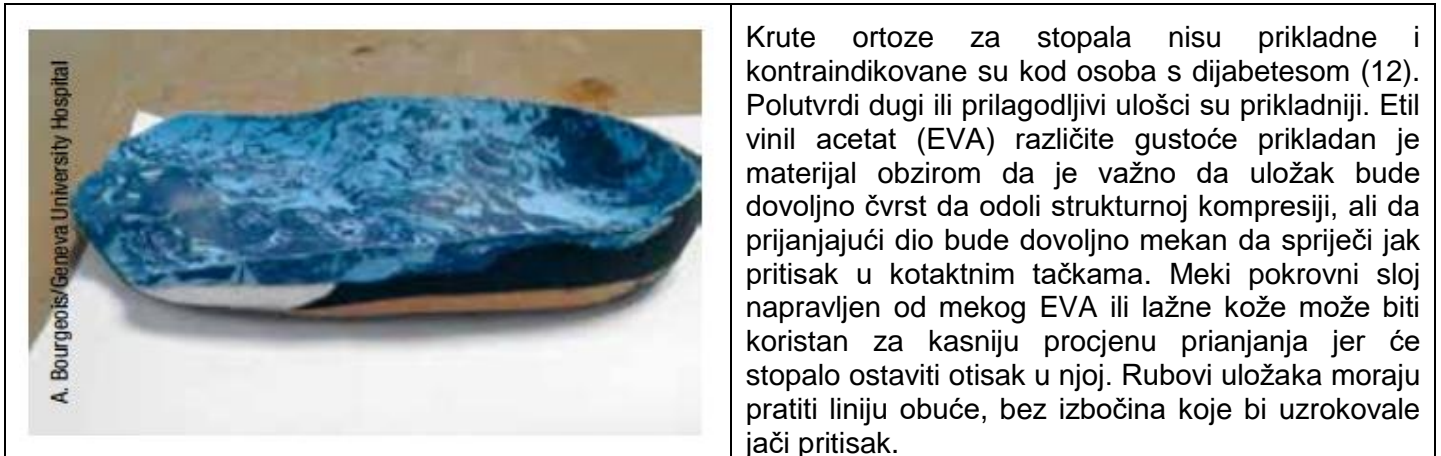 A. Bourgeois/Geneva University Hospital
Krute ortoze za stopala nisu prikladne i
kontraindikovane su kod osoba s dijabetesom (12).
Polutvrdi dugi ili prilagodljivi ulošci su prikladniji. Etil
vinil acetat (EVA) različite gustoće prikladan je
materijal obzirom da je važno da uložak bude
dovoljno čvrst da odoli strukturnoj kompresiji, ali da
prijanjajući dio bude dovoljno mekan da spriječi jak
pritisak u kotaktnim tačkama. Meki pokrovni sloj
napravljen od mekog EVA ili lažne kože može biti
koristan za kasniju procjenu prianjanja jer će
stopalo ostaviti otisak u njoj. Rubovi uložaka moraju
pratiti liniju obuće, bez izbočina koje bi uzrokovale
jači pritisak.